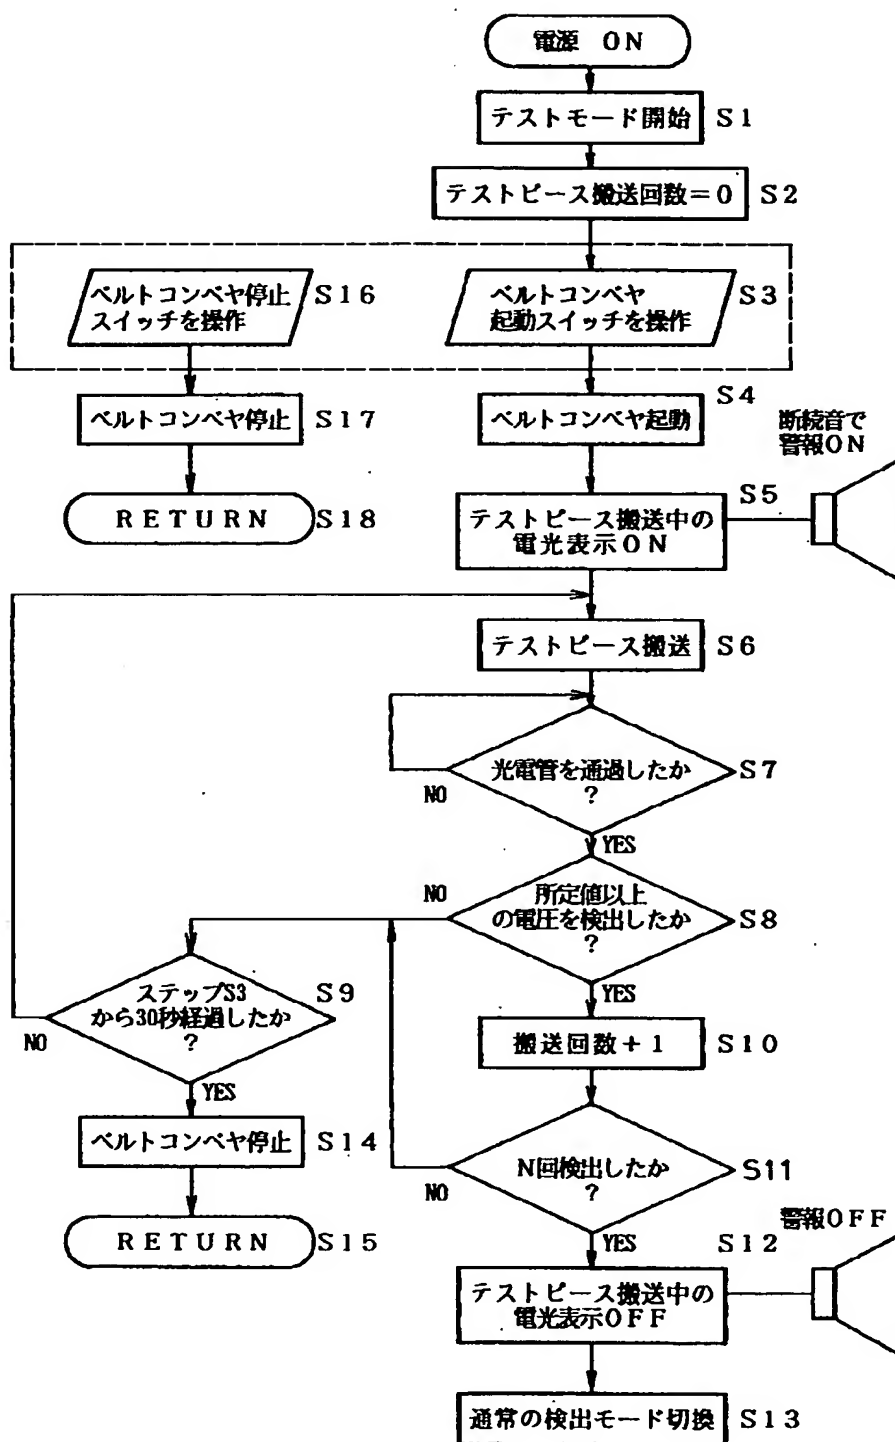 電源 ON
テストモード開始 S1
テストピース搬送回数=0 S2
ベルトコンベヤ停止
スイッチを操作
S16
ベルトコンベヤ
起動スイッチを操作
S3
ベルトコンベヤ停止 S17
S4
ベルトコンベヤ起動
断続音で
警報ON
RETURN S18
S5
テストピース搬送中の
電光表示ON
テストピース搬送 S6
光電管を通過したか
?
S7
NO
YES
所定値以上
の電圧を検出したか
?
S8
NO
YES
ステップS3
から30秒経過したか
?
S9
NO
YES
搬送回数+1 S10
ベルトコンベヤ停止 S14
N回検出したか
?
S11
NO
YES
RETURN S15
S12
警報OFF
テストピース搬送中の
電光表示OFF
通常の検出モード切換 S13